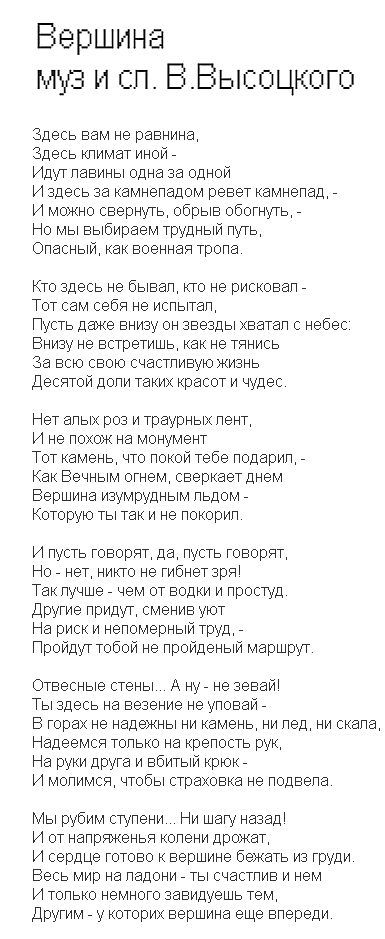 Вершина
муз и сл. В.Высоцкого
Здесь вам не равнина,
Здесь климат иной -
Идут лавины одна за одной
И здесь за камнепадом ревет камнепад, -
И можно свернуть, обрыв обогнуть, -
Но мы выбираем трудный путь,
Опасный, как военная тропа.
Кто здесь не бывал, кто не рисковал -
Тот сам себя не испытал,
Пусть даже внизу он звезды хватал с небес:
Внизу не встретишь, как не тянись
За всю свою счастливую жизнь
Десятой доли таких красот и чудес.
Нет алых роз и траурных лент,
И не похож на монумент
Тот камень, что покой тебе подарил, -
Как Вечным огнем, сверкает днем
Вершина изумрудным льдом -
Которую ты так и не покорил.
И пусть говорят, да, пусть говорят,
Но - нет, никто не гибнет зря!
Так лучше - чем от водки и простуд.
Другие придут, сменив уют
На риск и непомерный труд, -
Пройдут тобой не пройденый маршрут.
Отвесные стены... А ну - не зевай!
Ты здесь на везение не уповай -
В горах не надежны ни камень, ни лед, ни скала,
Надеемся только на крепость рук,
На руки друга и вбитый крюк -
И молимся, чтобы страховка не подвела.
Мы рубим ступени... Ни шагу назад!
И от напряженья колени дрожат,
И сердце готово к вершине бежать из груди.
Весь мир на ладони - ты счастлив и нем
И только немного завидуешь тем,
Другим - у которых вершина еще впереди.